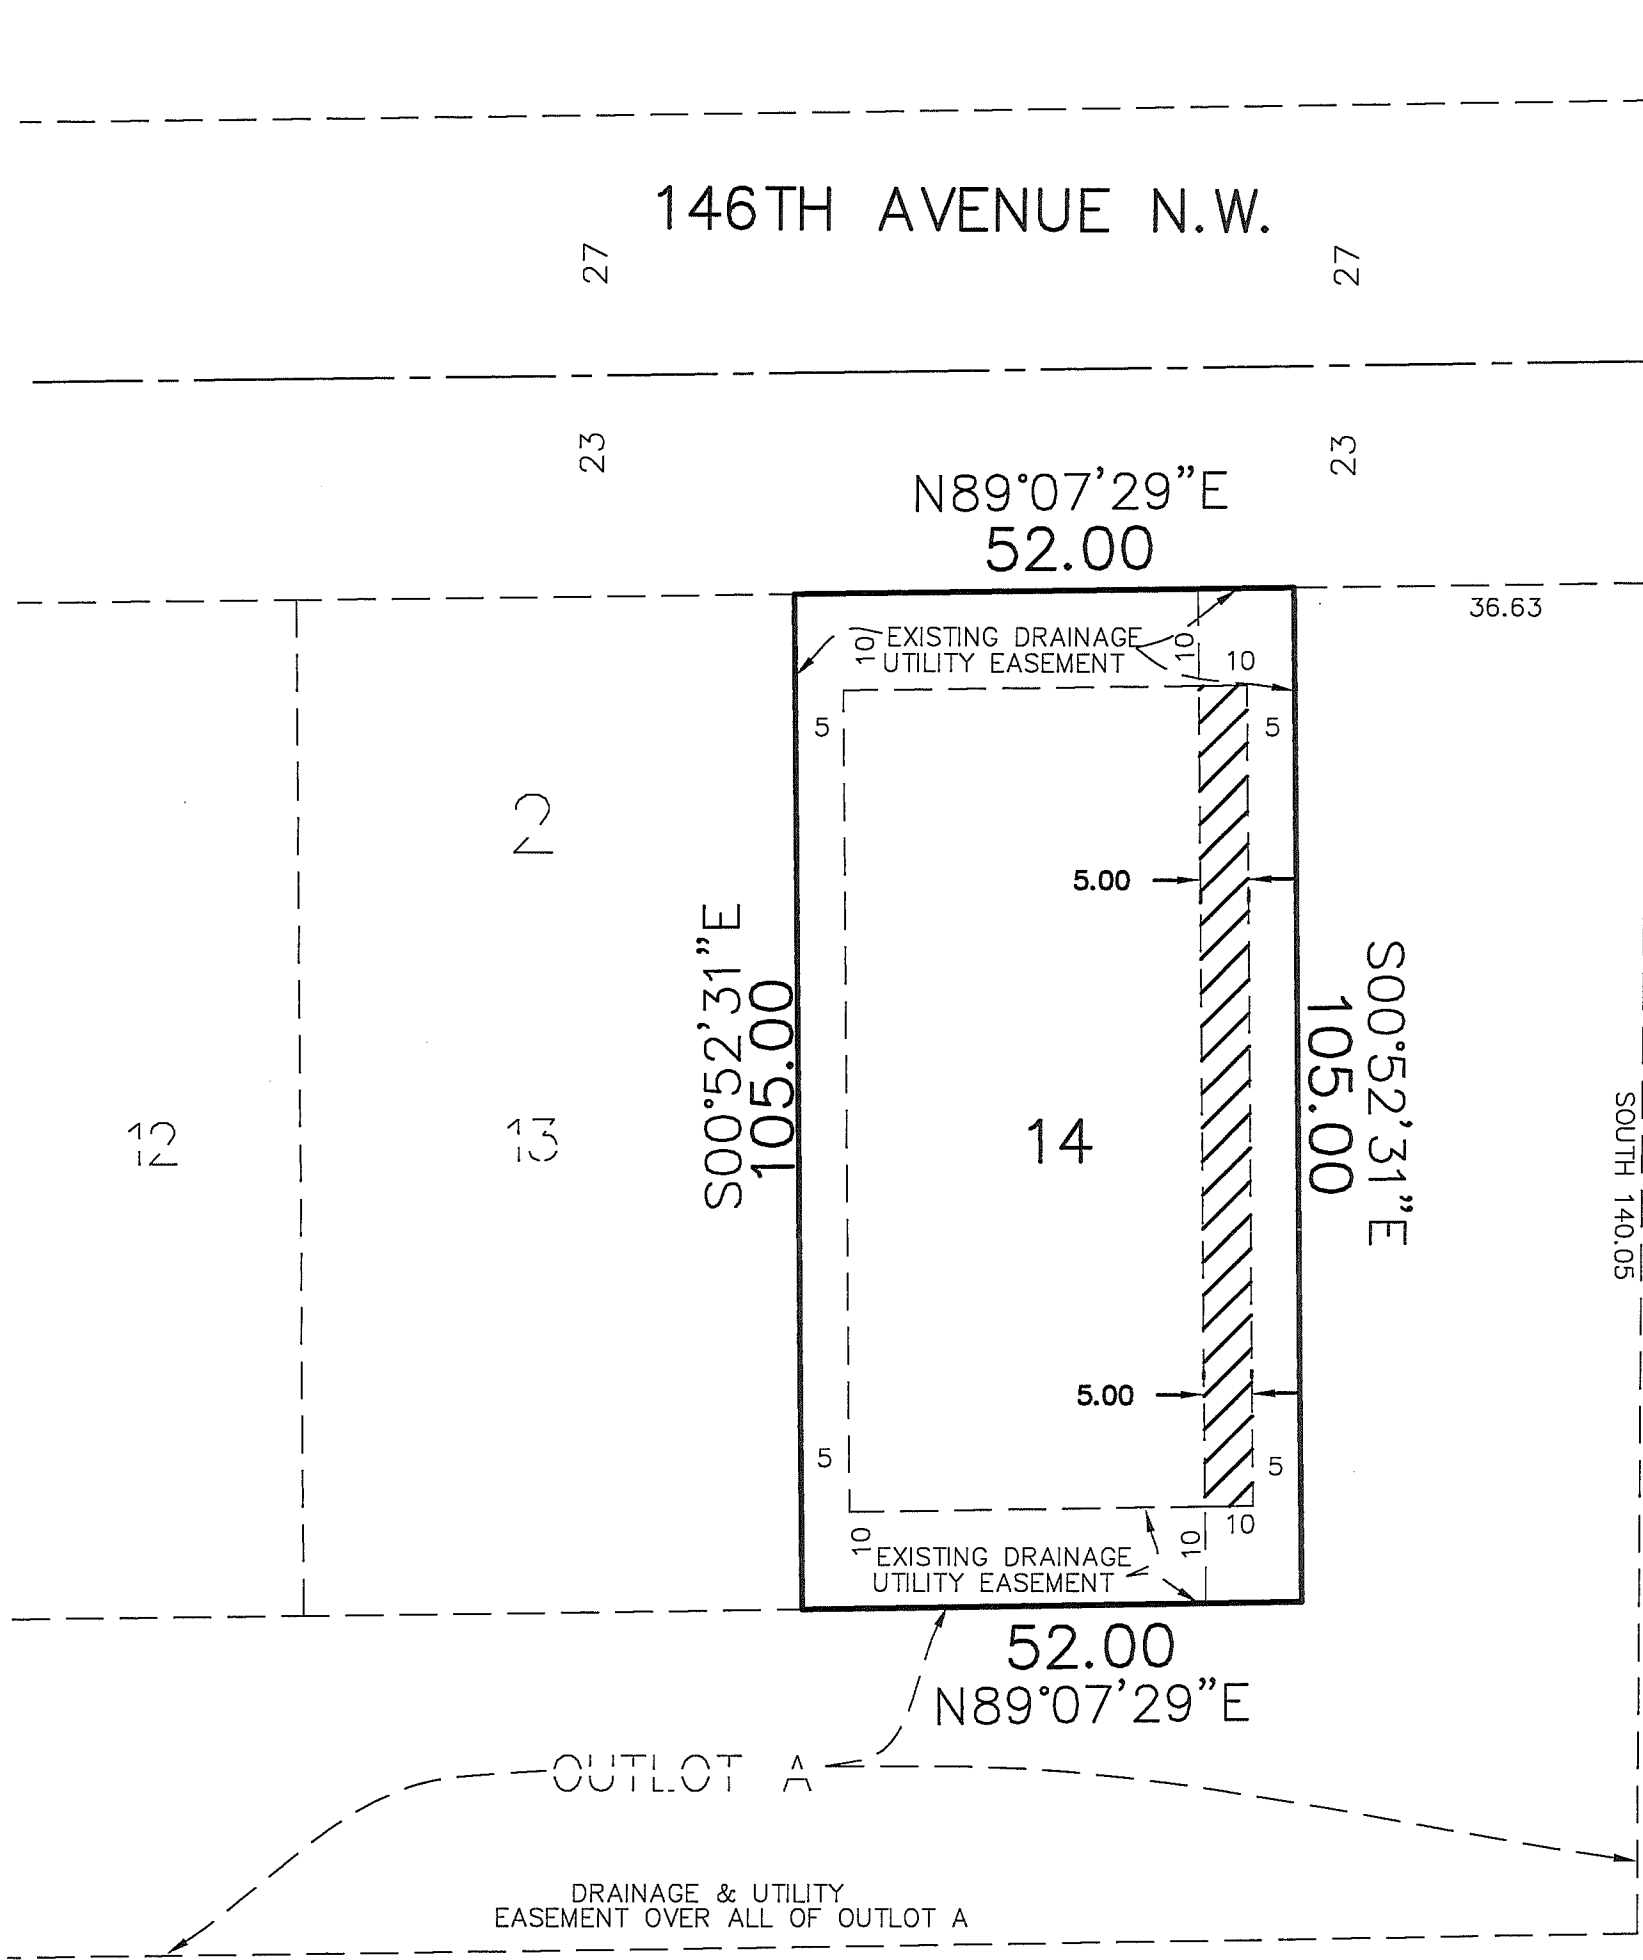 146TH AVENUE N.W.
27
27
23
23
N89°07'29"E
52.00
36.63
10
EXISTING DRAINAGE
UTILITY EASEMENT
10
10
5
5
2
5.00
S00°52'31"E
105.00
S00°52'31"E
105.00
12
13
14
SOUTH 140.05
5.00
5
5
10
10
10
EXISTING DRAINAGE
UTILITY EASEMENT
52.00
N89°07'29"E
OUTLOT A
DRAINAGE & UTILITY
EASEMENT OVER ALL OF OUTLOT A